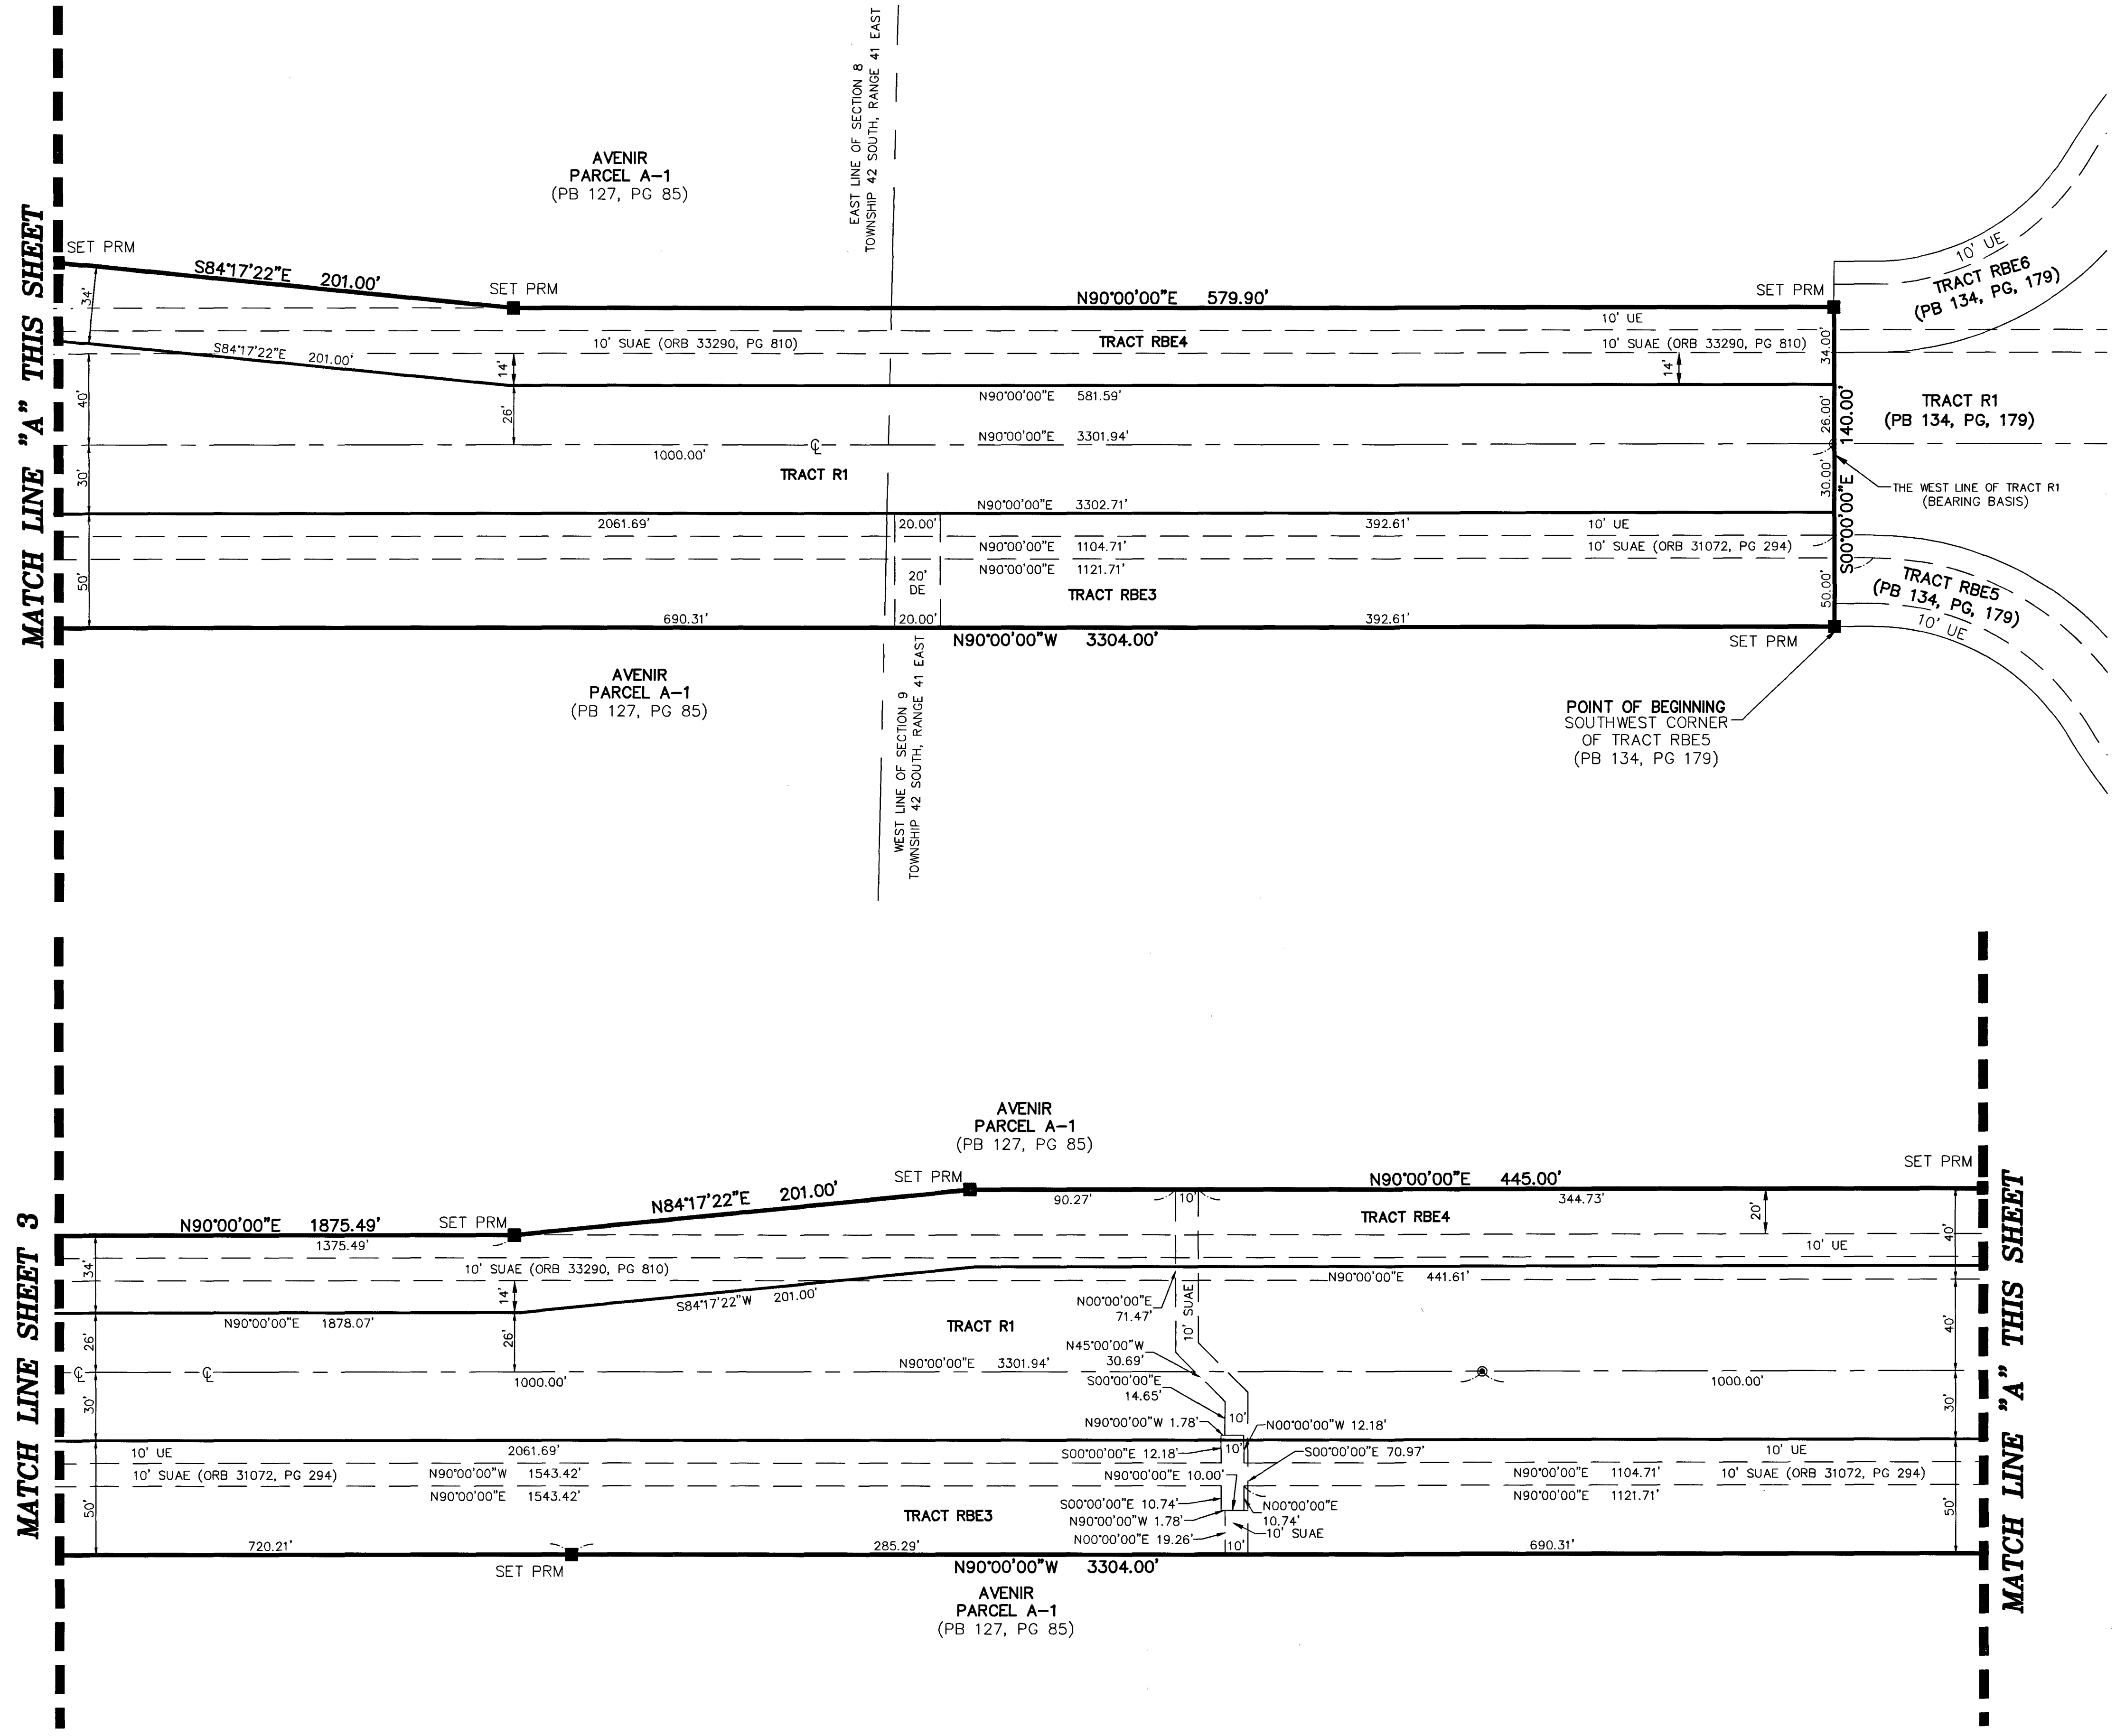 EAST LINE OF SECTION 8
TOWNSHIP 42 SOUTH, RANGE 41 EAST
AVENIR
PARCEL A-1
(PB 127, PG 85)
MATCH LINE "A" THIS SHEET
SET PRM
S84°17'22"E 201.00'
SET PRM
N90°00'00"E 579.90'
SET PRM
10' UE
TRACT RBE6
(PB 134, PG, 179)
34'
10' UE
S84°17'22"E 201.00'
10' SUAE (ORB 33290, PG 810)
TRACT RBE4
10' SUAE (ORB 33290, PG 810)
34.00'
14'
14'
40'
26'
N90°00'00"E 581.59'
26.00'
140.00'
TRACT R1
(PB 134, PG, 179)
N90°00'00"E 3301.94'
1000.00'
℄
TRACT R1
30'
30.00'
S00°00'00"E
THE WEST LINE OF TRACT R1
(BEARING BASIS)
N90°00'00"E 3302.71'
2061.69'
20.00'
392.61'
10' UE
N90°00'00"E 1104.71'
10' SUAE (ORB 31072, PG 294)
N90°00'00"E 1121.71'
50'
20'
DE
TRACT RBE3
50.00'
TRACT RBE5
(PB 134, PG, 179)
10' UE
690.31'
20.00'
392.61'
N90°00'00"W 3304.00'
SET PRM
AVENIR
PARCEL A-1
(PB 127, PG 85)
WEST LINE OF SECTION 9
TOWNSHIP 42 SOUTH, RANGE 41 EAST
POINT OF BEGINNING
SOUTHWEST CORNER
OF TRACT RBE5
(PB 134, PG 179)
AVENIR
PARCEL A-1
(PB 127, PG 85)
MATCH LINE SHEET 3
MATCH LINE "A" THIS SHEET
N90°00'00"E 1875.49'
SET PRM
N84°17'22"E 201.00'
SET PRM
N90°00'00"E 445.00'
SET PRM
90.27'
10'
344.73'
TRACT RBE4
20'
40'
1375.49'
34'
10' SUAE (ORB 33290, PG 810)
10' UE
14'
S84°17'22"W 201.00'
N90°00'00"E 441.61'
N00°00'00"E
71.47'
10' SUAE
N90°00'00"E 1878.07'
26'
26'
TRACT R1
40'
N45°00'00"W
30.69'
℄
℄
N90°00'00"E 3301.94'
1000.00'
1000.00'
S00°00'00"E
14.65'
30'
30'
N90°00'00"W 1.78'
10'
N00°00'00"W 12.18'
10' UE
2061.69'
S00°00'00"E 12.18'
10'
S00°00'00"E 70.97'
10' UE
10' SUAE (ORB 31072, PG 294)
N90°00'00"W 1543.42'
N90°00'00"E 10.00'
N90°00'00"E 1104.71'
10' SUAE (ORB 31072, PG 294)
N90°00'00"E 1543.42'
N90°00'00"E 1121.71'
50'
50'
S00°00'00"E 10.74'
N00°00'00"E
10.74'
TRACT RBE3
N90°00'00"W 1.78'
10' SUAE
N00°00'00"E 19.26'
10'
720.21'
285.29'
690.31'
SET PRM
N90°00'00"W 3304.00'
AVENIR
PARCEL A-1
(PB 127, PG 85)